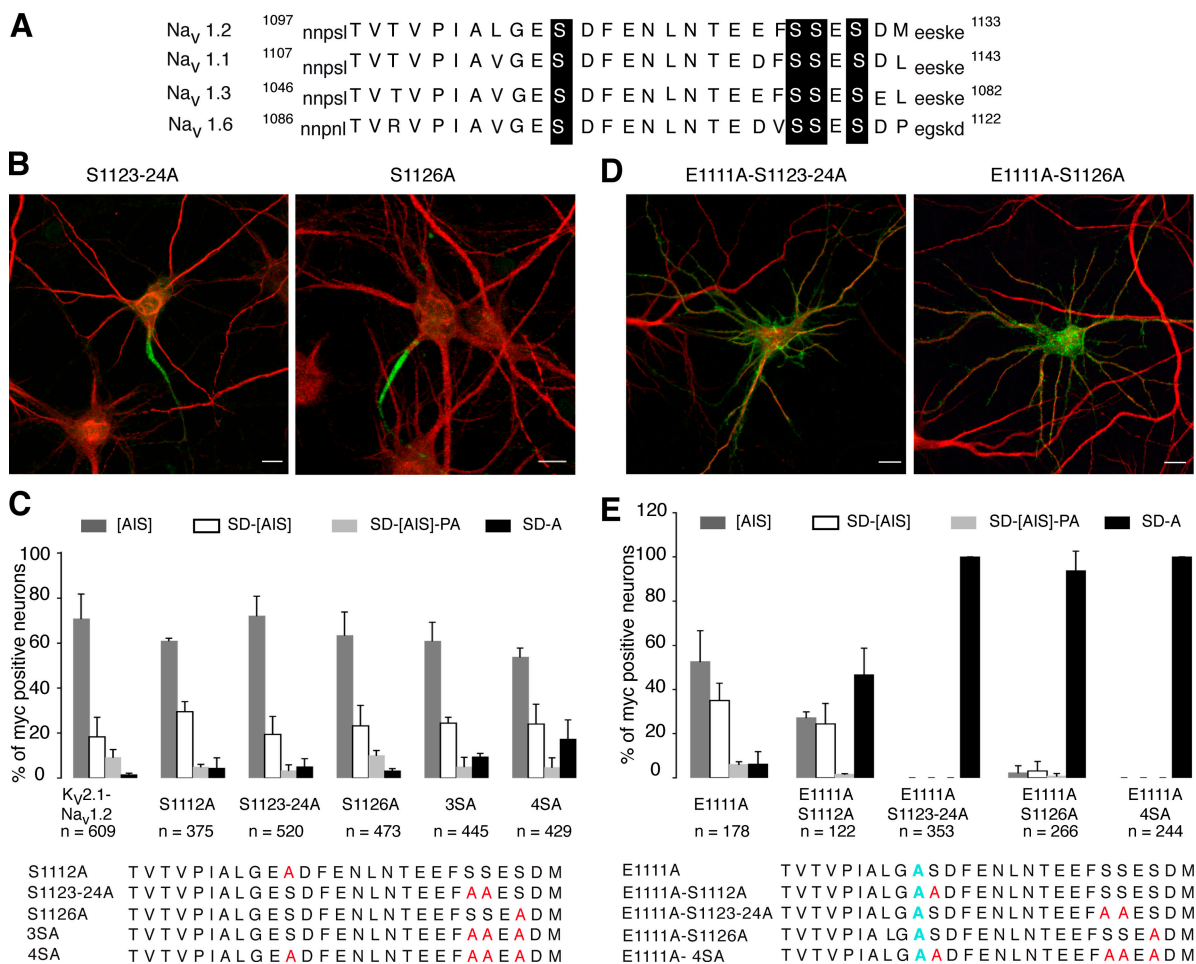 A
Nav 1.2 1097 nnpsl T V T V P I A L G E S D F E N L N T E E F S S E S D M eeske 1133
Nav 1.1 1107 nnpsl T V T V P I A V G E S D F E N L N T E D F S S E S D L eeske 1143
Nav 1.3 1046 nnpsl T V T V P I A V G E S D F E N L N T E E F S S E S E L eeske 1082
Nav 1.6 1086 nnpnl T V R V P I A V G E S D F E N L N T E D V S S E S D P egskd 1122
B
S1123-24A S1126A
D
E1111A-S1123-24A E1111A-S1126A
C
[AIS] SD-[AIS] SD-[AIS]-PA SD-A
% of myc positive neurons
100
80
60
40
20
0
Kv2.1-Nav1.2 S1112A S1123-24A S1126A 3SA 4SA
n = 609 n = 375 n = 520 n = 473 n = 445 n = 429
S1112A T V T V P I A L G E A D F E N L N T E E F S S E S D M
S1123-24A T V T V P I A L G E S D F E N L N T E E F A A E S D M
S1126A T V T V P I A L G E S D F E N L N T E E F S S E A D M
3SA T V T V P I A L G E S D F E N L N T E E F A A E A D M
4SA T V T V P I A L G E A D F E N L N T E E F A A E A D M
E
[AIS] SD-[AIS] SD-[AIS]-PA SD-A
% of myc positive neurons
120
100
80
60
40
20
0
E1111A E1111A S1112A E1111A S1123-24A E1111A S1126A E1111A 4SA
n = 178 n = 122 n = 353 n = 266 n = 244
E1111A T V T V P I A L G A S D F E N L N T E E F S S E S D M
E1111A-S1112A T V T V P I A L G A A D F E N L N T E E F S S E S D M
E1111A-S1123-24A T V T V P I A L G A S D F E N L N T E E F A A E S D M
E1111A-S1126A T V T V P I A L G A S D F E N L N T E E F S S E A D M
E1111A- 4SA T V T V P I A L G A A D F E N L N T E E F A A E A D M